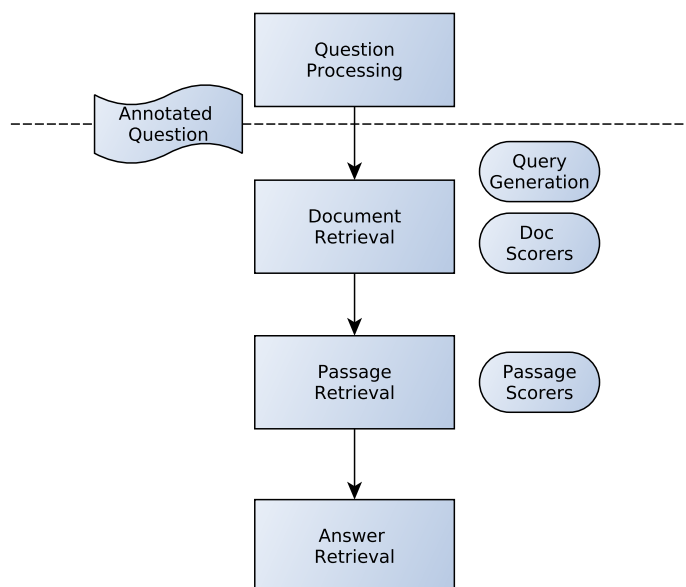 Question
Processing
Annotated
Question
Query
Generation
Document
Retrieval
Doc
Scorers
Passage
Retrieval
Passage
Scorers
Answer
Retrieval